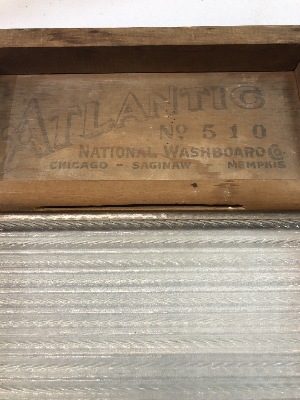 ATLANTIC
No 510
NATIONAL WASHBOARD Co.
CHICAGO - SAGINAW - MEMPHIS